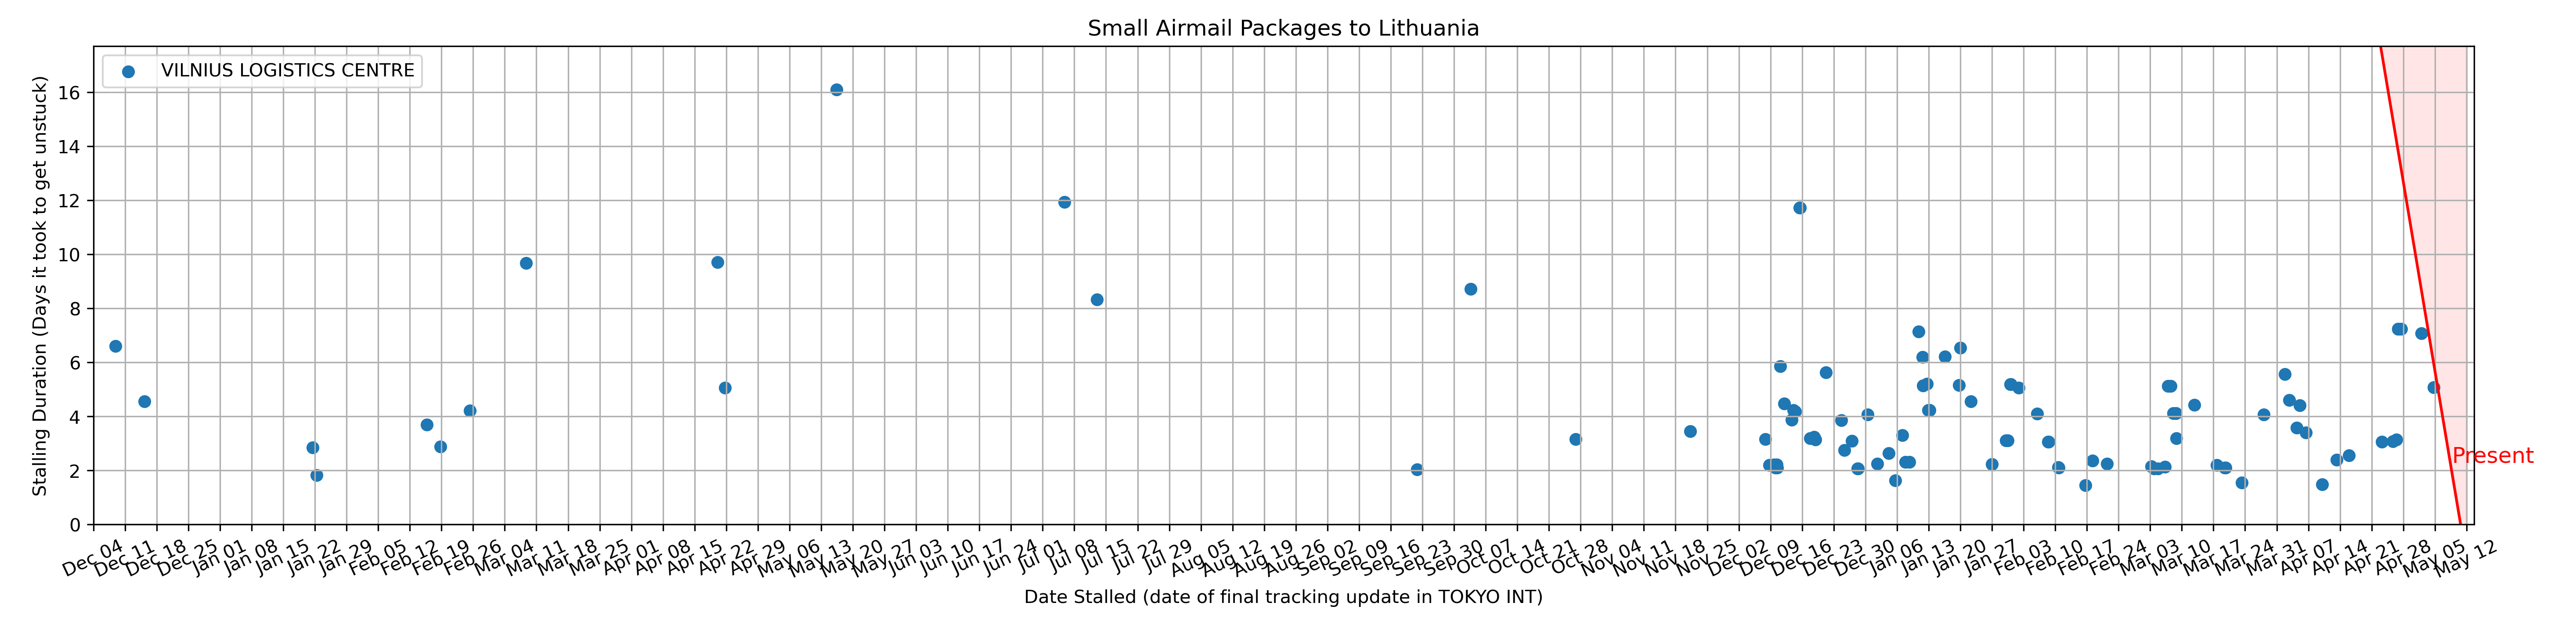 Small Airmail Packages to Lithuania
VILNIUS LOGISTICS CENTRE
Stalling Duration (Days it took to get unstuck)
16
14
12
10
8
6
4
2
0
Present
Dec 04
Dec 11
Dec 18
Dec 25
Jan 01
Jan 08
Jan 15
Jan 22
Jan 29
Feb 05
Feb 12
Feb 19
Feb 26
Mar 04
Mar 11
Mar 18
Mar 25
Apr 01
Apr 08
Apr 15
Apr 22
Apr 29
May 06
May 13
May 20
May 27
Jun 03
Jun 10
Jun 17
Jun 24
Jul 01
Jul 08
Jul 15
Jul 22
Jul 29
Aug 05
Aug 12
Aug 19
Aug 26
Sep 02
Sep 09
Sep 16
Sep 23
Sep 30
Oct 07
Oct 14
Oct 21
Oct 28
Nov 04
Nov 11
Nov 18
Nov 25
Dec 02
Dec 09
Dec 16
Dec 23
Dec 30
Jan 06
Jan 13
Jan 20
Jan 27
Feb 03
Feb 10
Feb 17
Feb 24
Mar 03
Mar 10
Mar 17
Mar 24
Mar 31
Apr 07
Apr 14
Apr 21
Apr 28
May 05
May 12
Date Stalled (date of final tracking update in TOKYO INT)